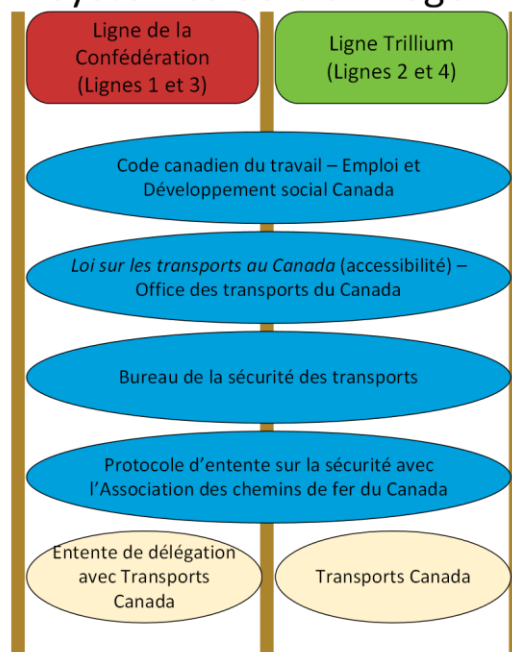 Ligne de la
Confédération
(Lignes 1 et 3)
Ligne Trillium
(Lignes 2 et 4)
Code canadien du travail – Emploi et
Développement social Canada
Loi sur les transports au Canada (accessibilité) –
Office des transports du Canada
Bureau de la sécurité des transports
Protocole d'entente sur la sécurité avec
l'Association des chemins de fer du Canada
Entente de délégation
avec Transports
Canada
Transports Canada